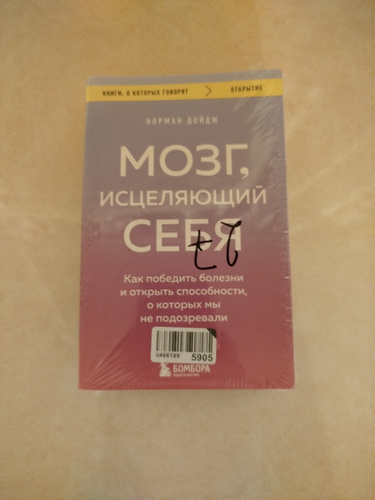 КНИГИ, О КОТОРЫХ ГОВОРЯТ > ОТКРЫТИЕ
НОРМАН ДОЙДЖ
МОЗГ,
ИСЦЕЛЯЮЩИЙ
СЕБЯ
Как победить болезни
и открыть способности,
о которых мы
не подозревали
5905
БОМБОРА
ИЗДАТЕЛЬСТВО